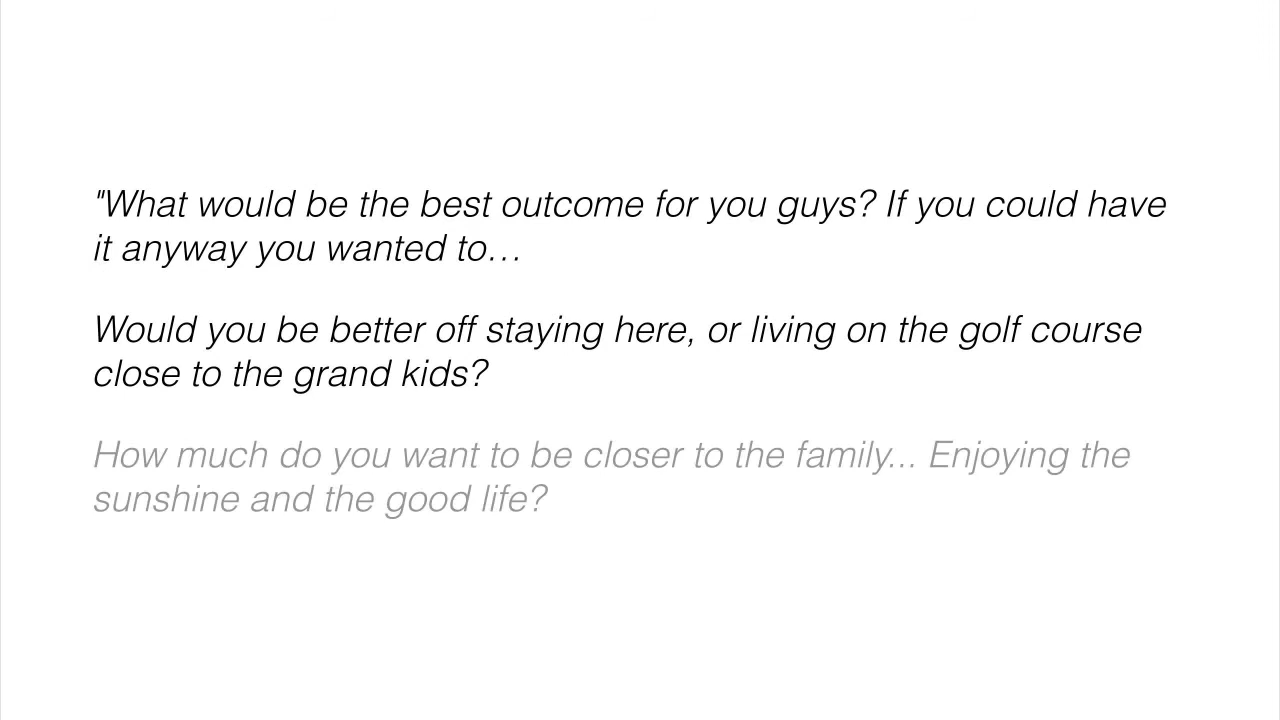 "What would be the best outcome for you guys? If you could have
it anyway you wanted to…
Would you be better off staying here, or living on the golf course
close to the grand kids?
How much do you want to be closer to the family... Enjoying the
sunshine and the good life?